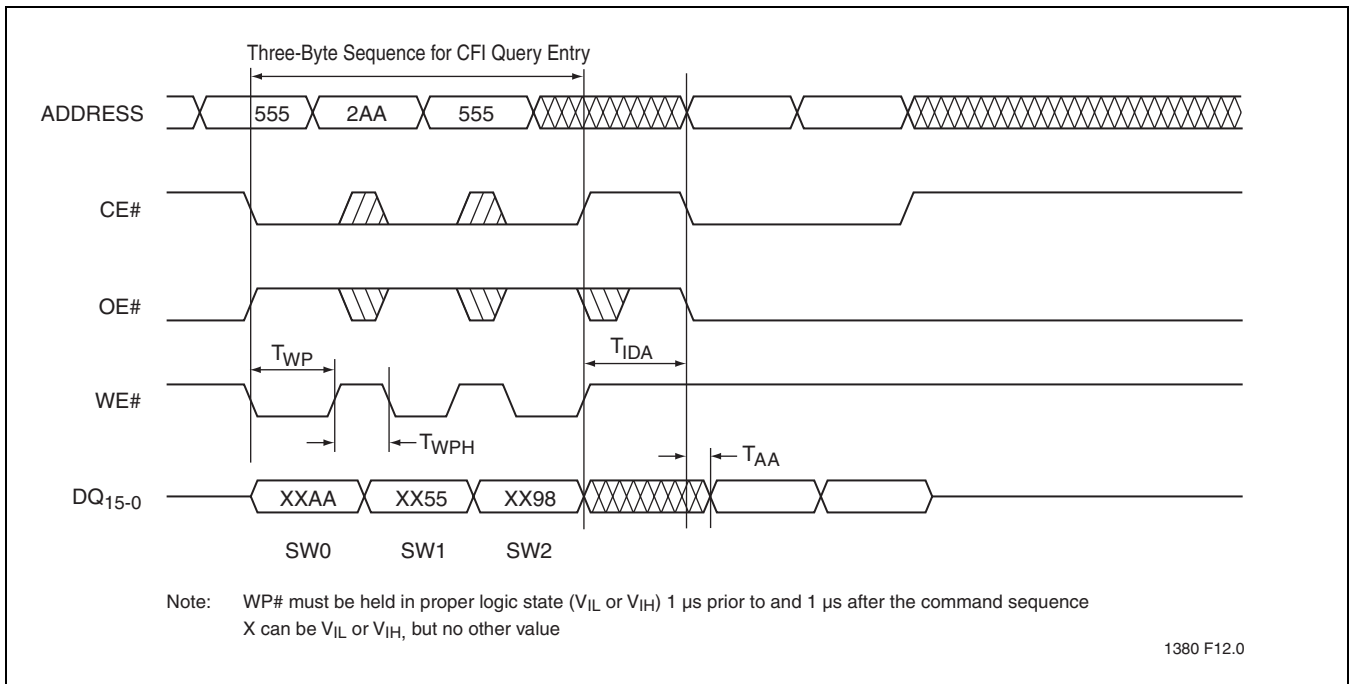 Three-Byte Sequence for CFI Query Entry
ADDRESS 555 2AA 555
CE#
OE#
TWP TIDA
WE#
TWPH TAA
DQ15-0 XXAA XX55 XX98
SW0 SW1 SW2
Note: WP# must be held in proper logic state (VIL or VIH) 1 µs prior to and 1 µs after the command sequence
X can be VIL or VIH, but no other value
1380 F12.0